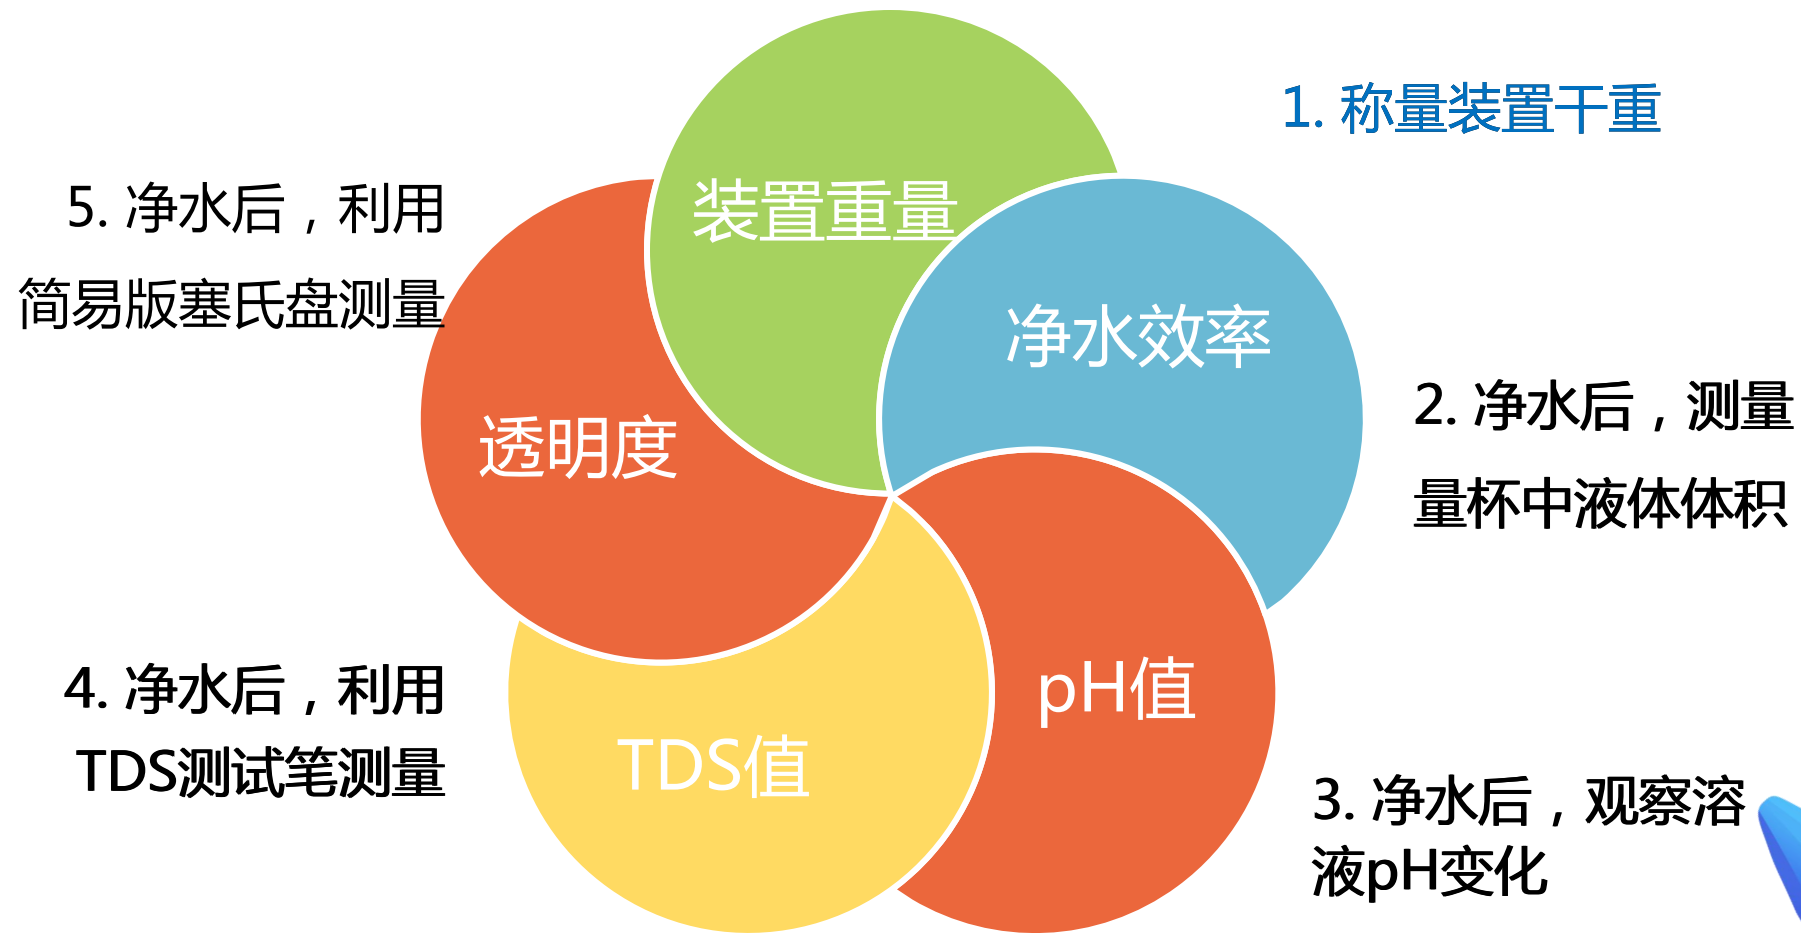 装置重量
1. 称量装置干重
净水效率
2. 净水后，测量
量杯中液体体积
pH值
3. 净水后，观察溶
液pH变化
TDS值
4. 净水后，利用
TDS测试笔测量
透明度
5. 净水后，利用
简易版塞氏盘测量